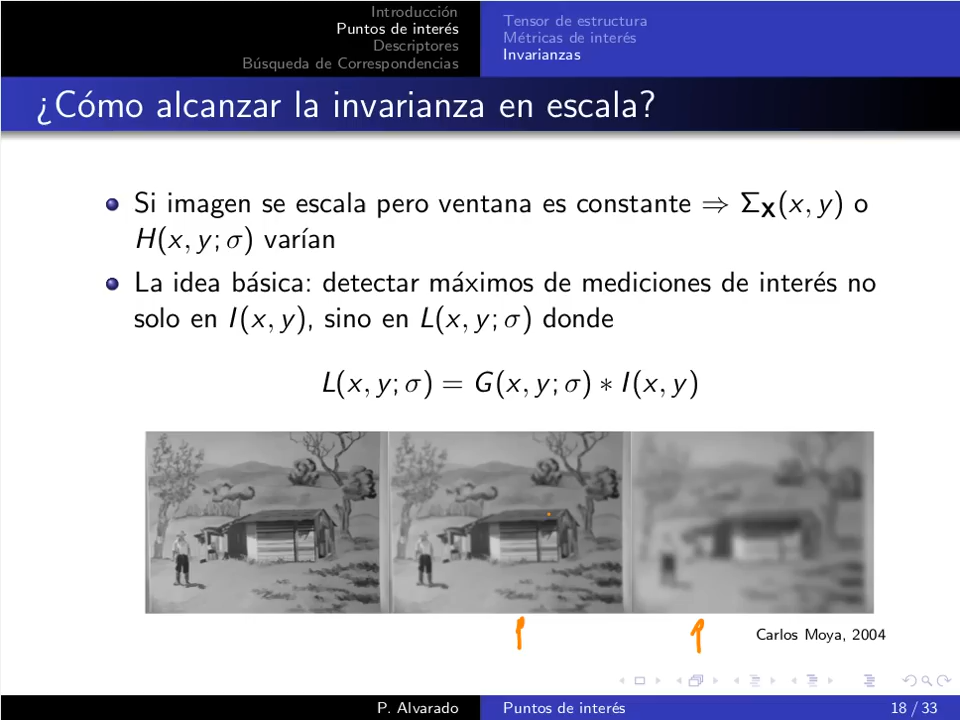 Introducción
Puntos de interés
Descriptores
Búsqueda de Correspondencias
Tensor de estructura
Métricas de interés
Invarianzas
¿Cómo alcanzar la invarianza en escala?
Si imagen se escala pero ventana es constante ⇒ Σ_X(x, y) o
H(x, y; σ) varían
La idea básica: detectar máximos de mediciones de interés no
solo en I(x, y), sino en L(x, y; σ) donde
L(x, y; σ) = G(x, y; σ) ∗ I(x, y)
Carlos Moya, 2004
P. Alvarado
Puntos de interés
18 / 33